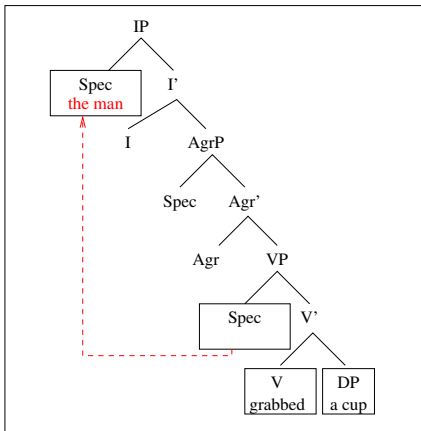 IP
Spec
the man
I'
I
AgrP
Spec
Agr'
Agr
VP
Spec
V'
V
grabbed
DP
a cup